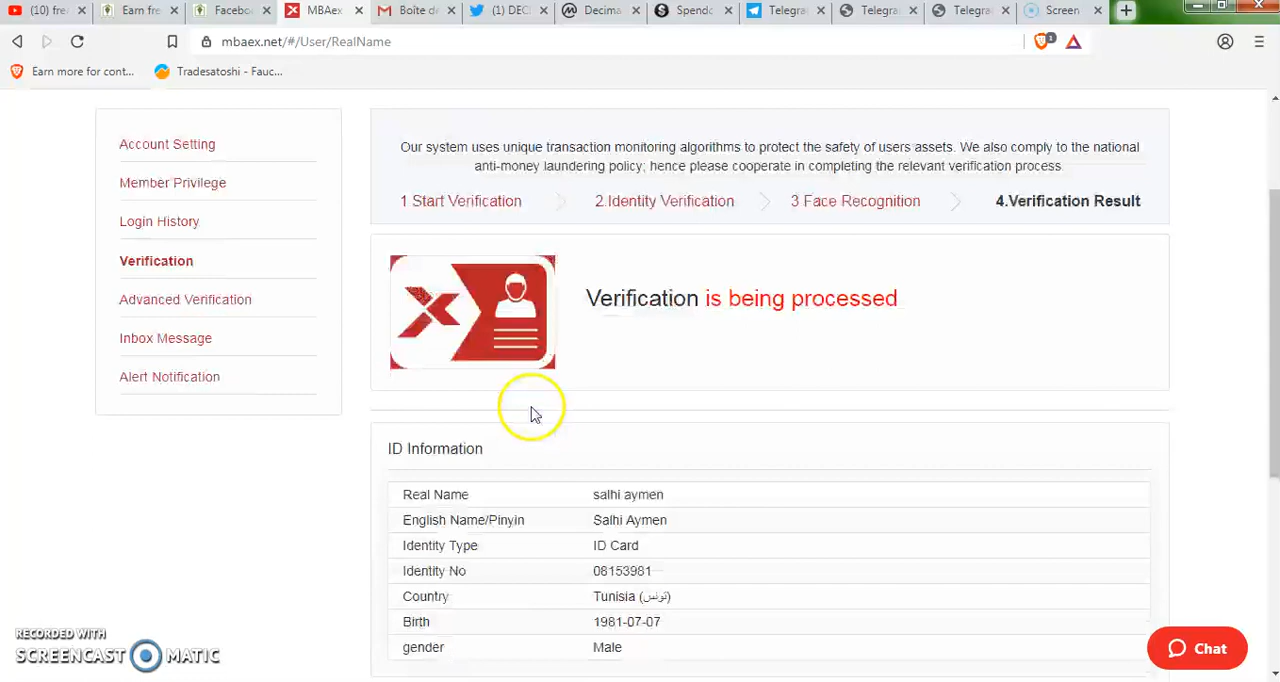 (10) fre
Earn fre
Facebo
MBAex
Boîte de
(1) DEC
Decima
Spendc
Telegra
Telegra
Telegra
Screen
mbaex.net/#/User/RealName
1
Earn more for cont...
Tradesatoshi - Fauc...
Account Setting
Member Privilege
Login History
Verification
Advanced Verification
Inbox Message
Alert Notification
Our system uses unique transaction monitoring algorithms to protect the safety of users assets. We also comply to the national
anti-money laundering policy; hence please cooperate in completing the relevant verification process.
1 Start Verification
2.Identity Verification
3 Face Recognition
4.Verification Result
Verification is being processed
ID Information
Real Name salhi aymen
English Name/Pinyin Salhi Aymen
Identity Type ID Card
Identity No 08153981
Country Tunisia (تونس)
Birth 1981-07-07
gender Male
RECORDED WITH
SCREENCAST MATIC
Chat